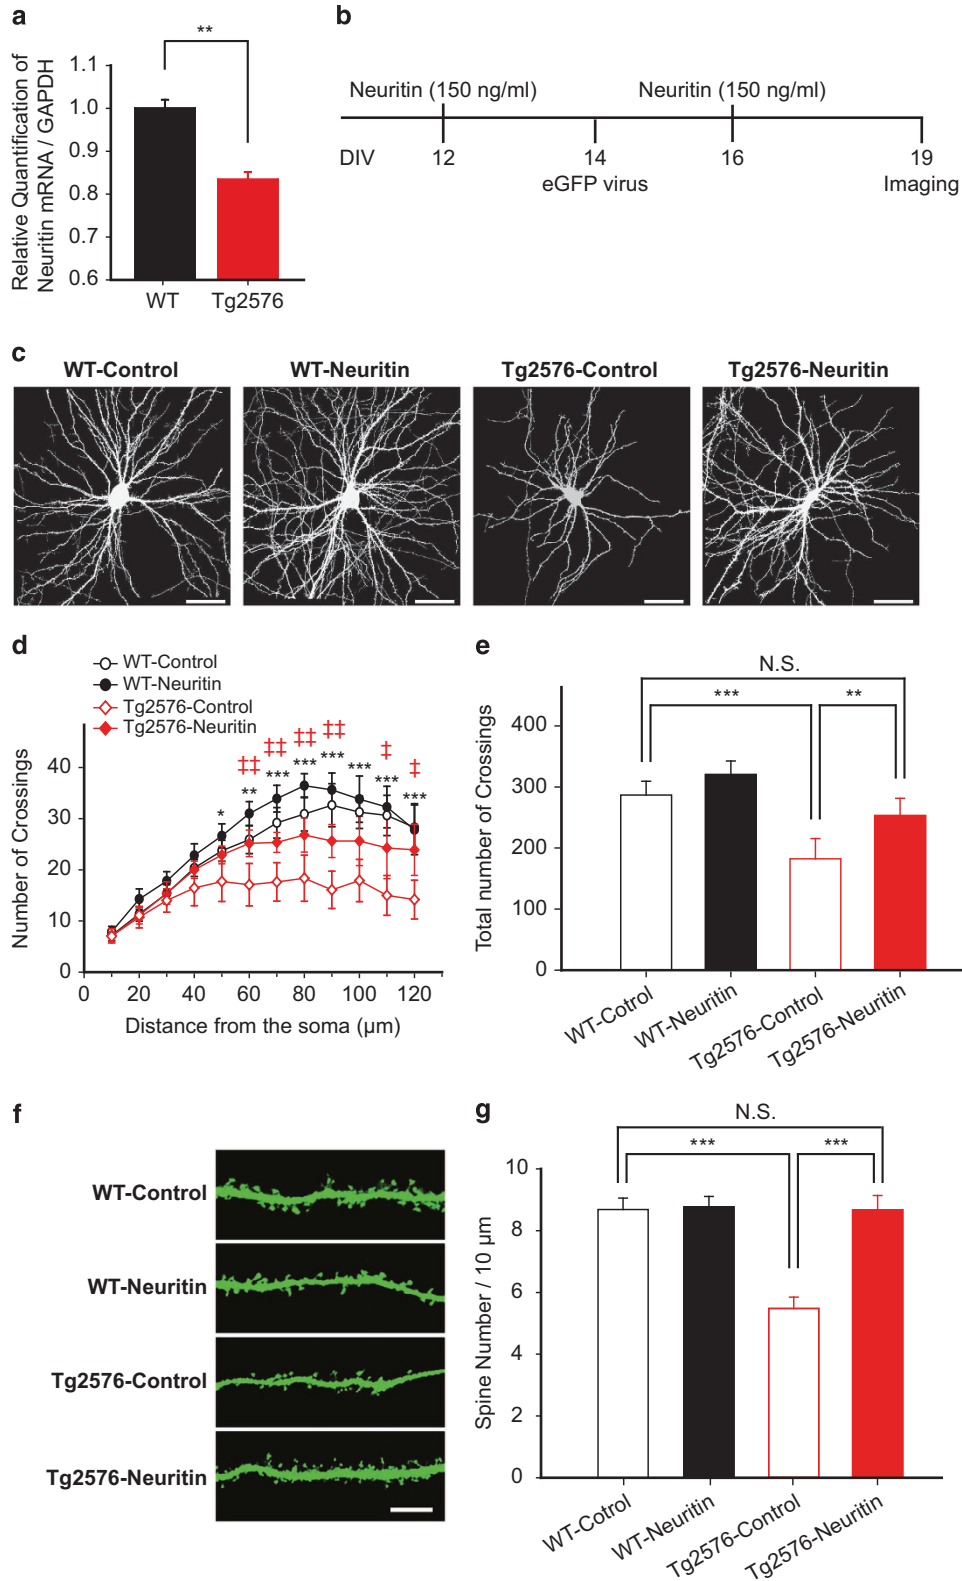 a
**
Relative Quantification of
Neuritin mRNA / GAPDH
1.1
1.0
0.9
0.8
0.7
0.6
WT
Tg2576
b
Neuritin (150 ng/ml)
Neuritin (150 ng/ml)
DIV
12
14
16
19
eGFP virus
Imaging
c
WT-Control
WT-Neuritin
Tg2576-Control
Tg2576-Neuritin
d
WT-Control
WT-Neuritin
Tg2576-Control
Tg2576-Neuritin
Number of Crossings
40
30
20
10
0
‡‡
‡‡
‡‡
‡‡
‡
‡
*
**
***
***
***
***
***
***
0
20
40
60
80
100
120
Distance from the soma (µm)
e
N.S.
***
**
Total number of Crossings
400
300
200
100
0
WT-Cotrol
WT-Neuritin
Tg2576-Control
Tg2576-Neuritin
f
WT-Control
WT-Neuritin
Tg2576-Control
Tg2576-Neuritin
g
N.S.
***
***
Spine Number / 10 µm
10
8
6
4
2
0
WT-Cotrol
WT-Neuritin
Tg2576-Control
Tg2576-Neuritin